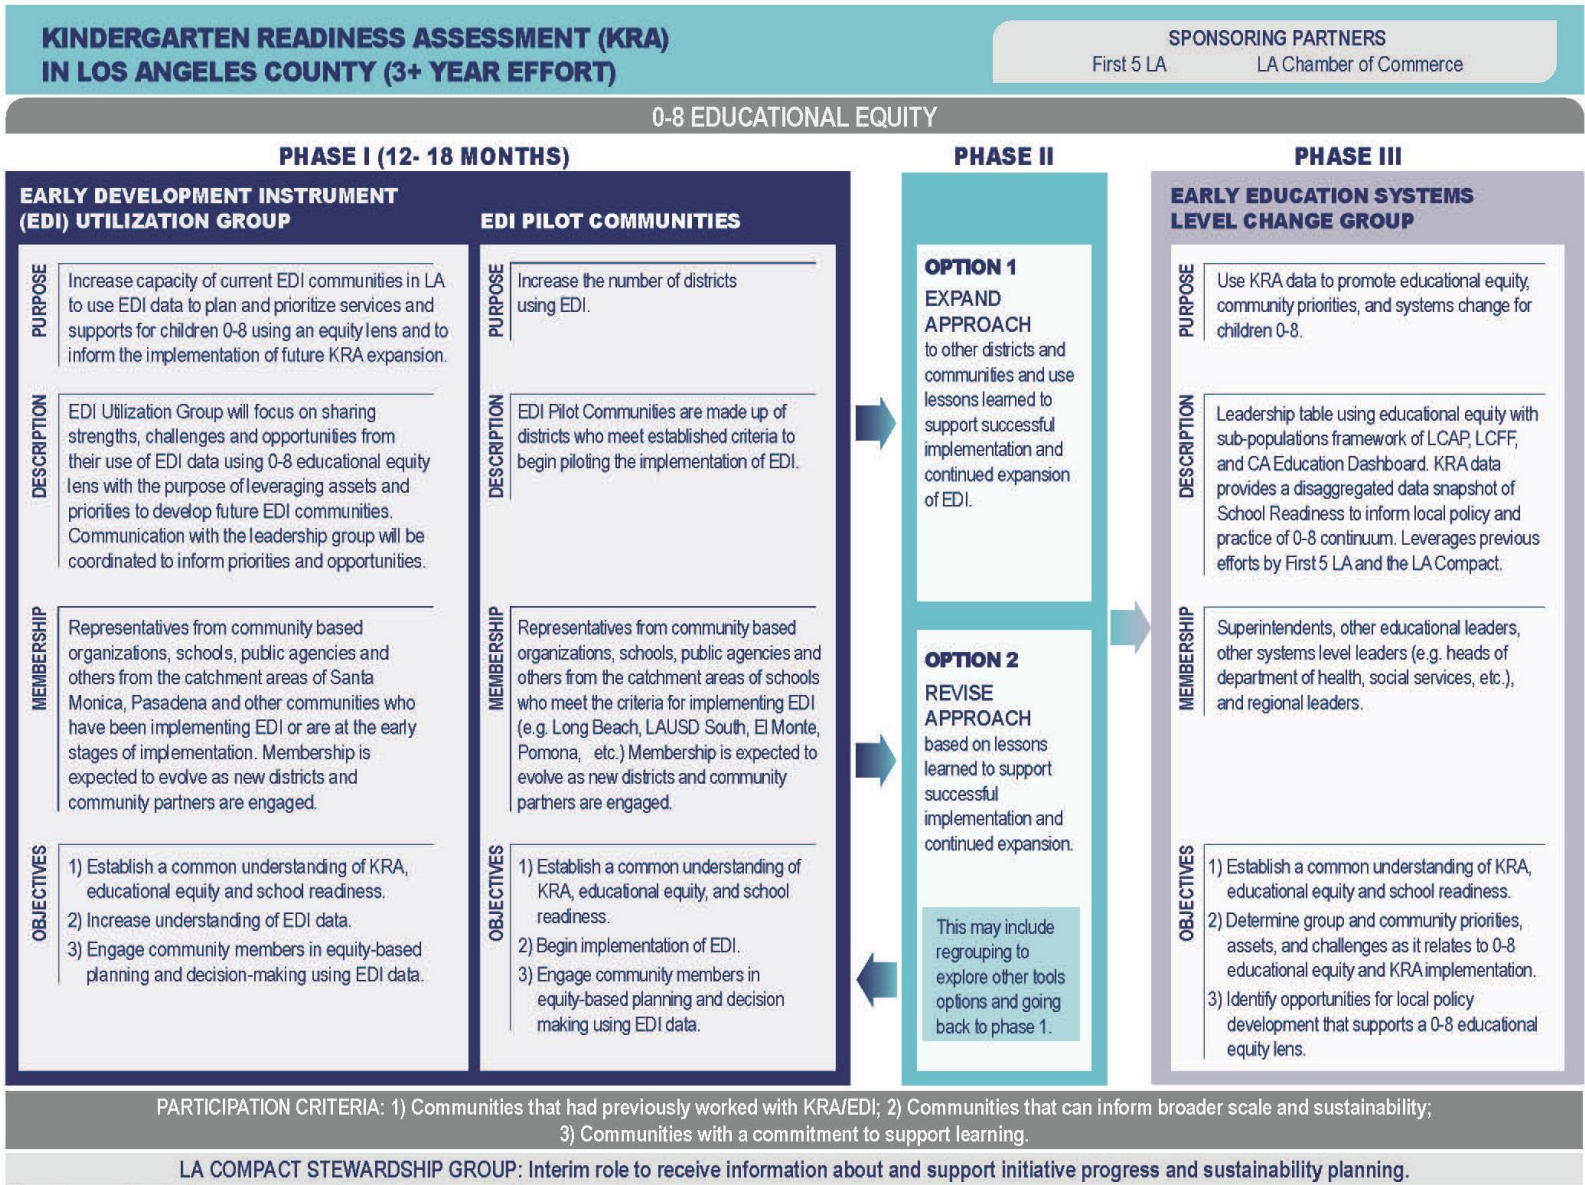 KINDERGARTEN READINESS ASSESSMENT (KRA)
IN LOS ANGELES COUNTY (3+ YEAR EFFORT)
SPONSORING PARTNERS
First 5 LA LA Chamber of Commerce
0-8 EDUCATIONAL EQUITY
PHASE I (12- 18 MONTHS)
EARLY DEVELOPMENT INSTRUMENT
(EDI) UTILIZATION GROUP
PURPOSE
Increase capacity of current EDI communities in LA
to use EDI data to plan and prioritize services and
supports for children 0-8 using an equity lens and to
inform the implementation of future KRA expansion.
DESCRIPTION
EDI Utilization Group will focus on sharing
strengths, challenges and opportunities from
their use of EDI data using 0-8 educational equity
lens with the purpose of leveraging assets and
priorities to develop future EDI communities.
Communication with the leadership group will be
coordinated to inform priorities and opportunities.
MEMBERSHIP
Representatives from community based
organizations, schools, public agencies and
others from the catchment areas of Santa
Monica, Pasadena and other communities who
have been implementing EDI or are at the early
stages of implementation. Membership is
expected to evolve as new districts and
community partners are engaged.
OBJECTIVES
1) Establish a common understanding of KRA,
educational equity and school readiness.
2) Increase understanding of EDI data.
3) Engage community members in equity-based
planning and decision-making using EDI data.
EDI PILOT COMMUNITIES
PURPOSE
Increase the number of districts
using EDI.
DESCRIPTION
EDI Pilot Communities are made up of
districts who meet established criteria to
begin piloting the implementation of EDI.
MEMBERSHIP
Representatives from community based
organizations, schools, public agencies and
others from the catchment areas of schools
who meet the criteria for implementing EDI
(e.g. Long Beach, LAUSD South, El Monte,
Pomona, etc.) Membership is expected to
evolve as new districts and community
partners are engaged.
OBJECTIVES
1) Establish a common understanding of
KRA, educational equity, and school
readiness.
2) Begin implementation of EDI.
3) Engage community members in
equity-based planning and decision
making using EDI data.
PHASE II
OPTION 1
EXPAND
APPROACH
to other districts and
communities and use
lessons learned to
support successful
implementation and
continued expansion
of EDI.
OPTION 2
REVISE
APPROACH
based on lessons
learned to support
successful
implementation and
continued expansion.
This may include
regrouping to
explore other tools
options and going
back to phase 1.
PHASE III
EARLY EDUCATION SYSTEMS
LEVEL CHANGE GROUP
PURPOSE
Use KRA data to promote educational equity,
community priorities, and systems change for
children 0-8.
DESCRIPTION
Leadership table using educational equity with
sub-populations framework of LCAP, LCFF,
and CA Education Dashboard. KRA data
provides a disaggregated data snapshot of
School Readiness to inform local policy and
practice of 0-8 continuum. Leverages previous
efforts by First 5 LA and the LA Compact.
MEMBERSHIP
Superintendents, other educational leaders,
other systems level leaders (e.g. heads of
department of health, social services, etc.),
and regional leaders.
OBJECTIVES
1) Establish a common understanding of KRA,
educational equity and school readiness.
2) Determine group and community priorities,
assets, and challenges as it relates to 0-8
educational equity and KRA implementation.
3) Identify opportunities for local policy
development that supports a 0-8 educational
equity lens.
PARTICIPATION CRITERIA: 1) Communities that had previously worked with KRA/EDI; 2) Communities that can inform broader scale and sustainability;
3) Communities with a commitment to support learning.
LA COMPACT STEWARDSHIP GROUP: Interim role to receive information about and support initiative progress and sustainability planning.